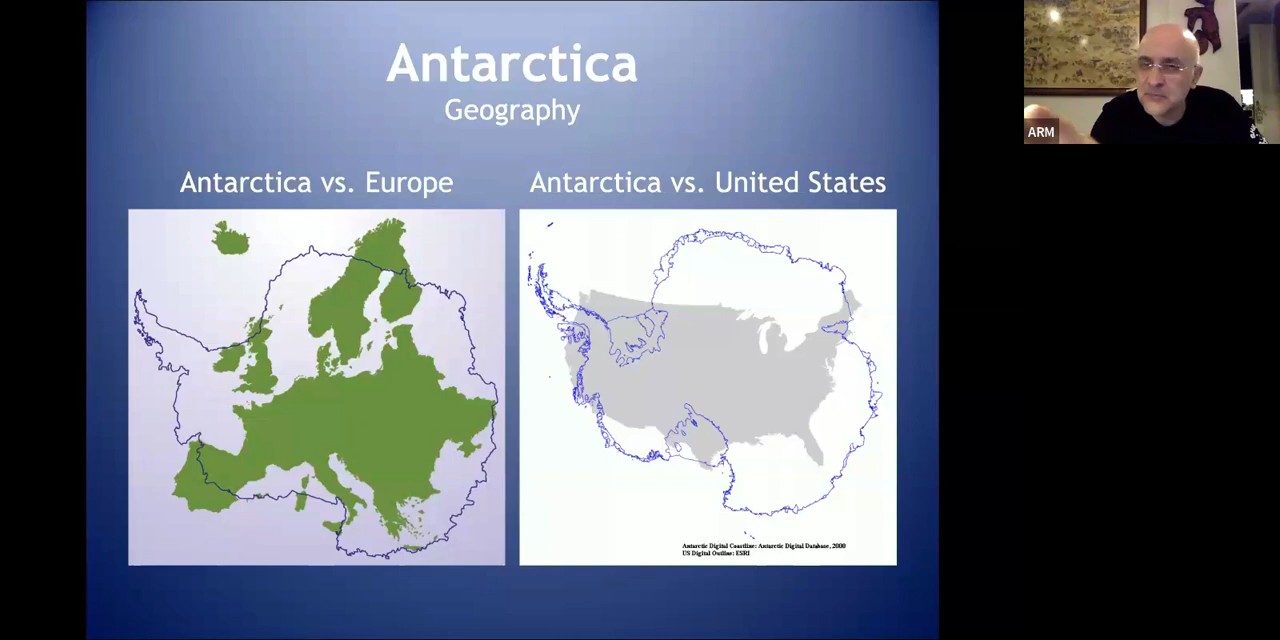 Antarctica
Geography
Antarctica vs. Europe
Antarctica vs. United States
Antarctic Digital Coastline: Antarctic Digital Database, 2000
US Digital Outline: ESRI
ARM